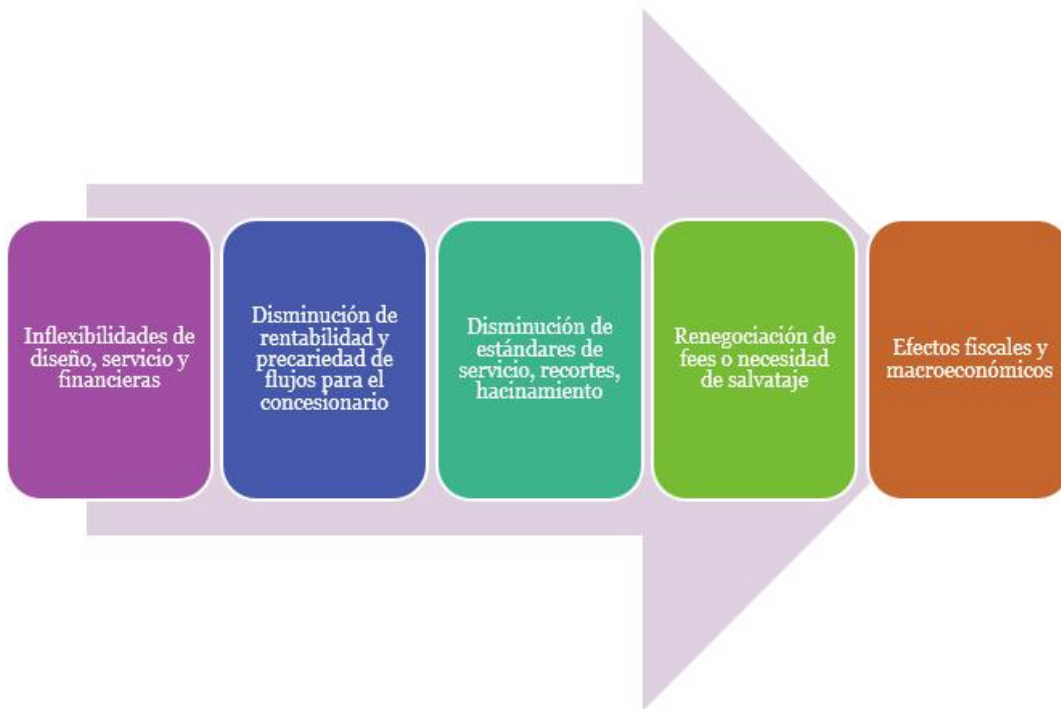 Inflexibilidades de
diseño, servicio y
financieras
Disminución de
rentabilidad y
precariedad de
flujos para el
concesionario
Disminución de
estándares de
servicio, recortes,
hacinamiento
Renegociación de
fees o necesidad
de salvataje
Efectos fiscales y
macroeconómicos